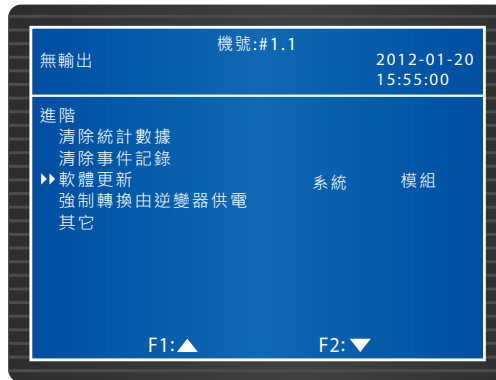 機號:#1.1
無輸出
2012-01-20
15:55:00
進階
清除統計數據
清除事件記錄
軟體更新 系統 模組
強制轉換由逆變器供電
其它
F1: F2: